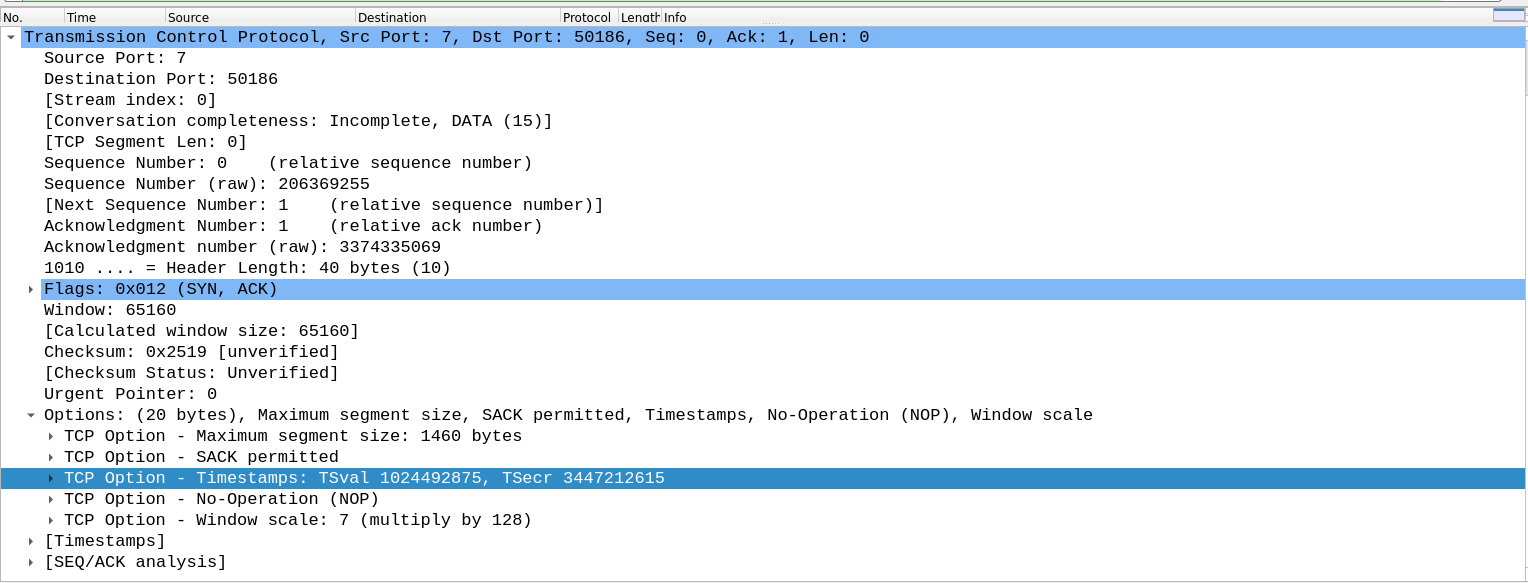 No. Time Source Destination Protocol Length Info
Transmission Control Protocol, Src Port: 7, Dst Port: 50186, Seq: 0, Ack: 1, Len: 0
Source Port: 7
Destination Port: 50186
[Stream index: 0]
[Conversation completeness: Incomplete, DATA (15)]
[TCP Segment Len: 0]
Sequence Number: 0    (relative sequence number)
Sequence Number (raw): 206369255
[Next Sequence Number: 1    (relative sequence number)]
Acknowledgment Number: 1    (relative ack number)
Acknowledgment number (raw): 3374335069
1010 .... = Header Length: 40 bytes (10)
Flags: 0x012 (SYN, ACK)
Window: 65160
[Calculated window size: 65160]
Checksum: 0x2519 [unverified]
[Checksum Status: Unverified]
Urgent Pointer: 0
Options: (20 bytes), Maximum segment size, SACK permitted, Timestamps, No-Operation (NOP), Window scale
TCP Option - Maximum segment size: 1460 bytes
TCP Option - SACK permitted
TCP Option - Timestamps: TSval 1024492875, TSecr 3447212615
TCP Option - No-Operation (NOP)
TCP Option - Window scale: 7 (multiply by 128)
[Timestamps]
[SEQ/ACK analysis]